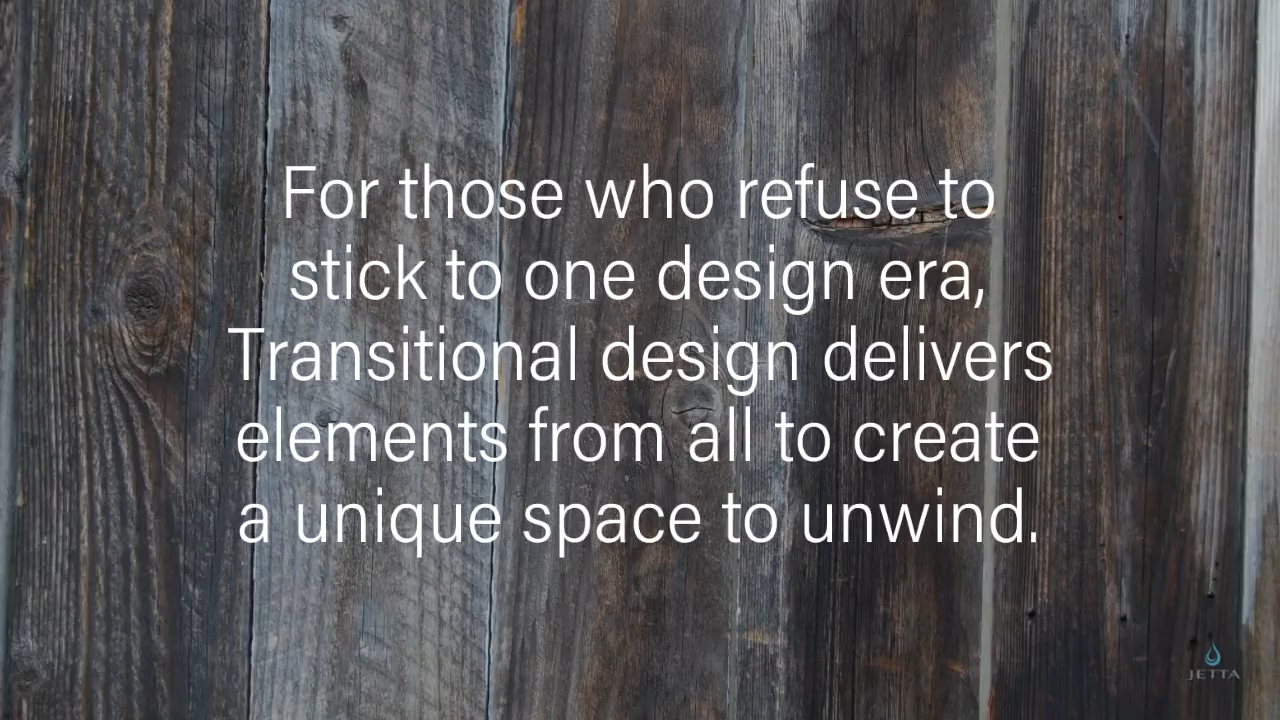 For those who refuse to
stick to one design era,
Transitional design delivers
elements from all to create
a unique space to unwind.
JETTA